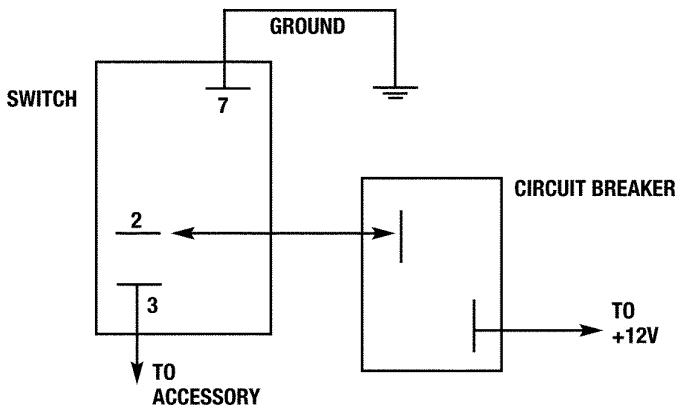 GROUND
SWITCH
7
CIRCUIT BREAKER
2
3
TO
+12V
TO
ACCESSORY